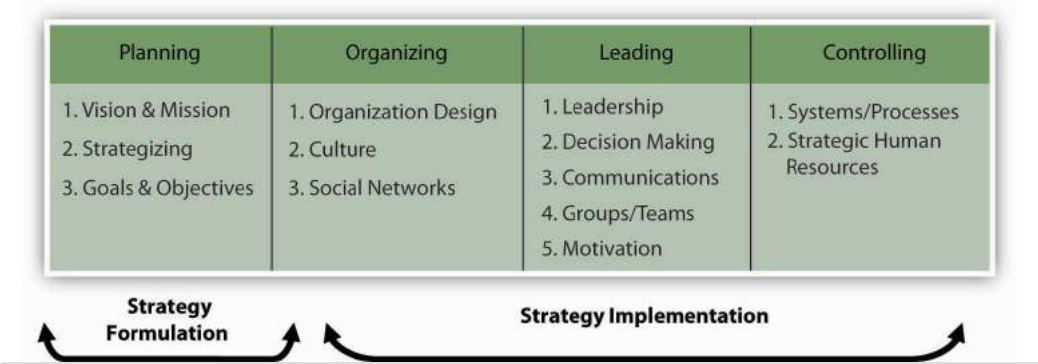 Planning
Organizing
Leading
Controlling
1. Vision & Mission
2. Strategizing
3. Goals & Objectives
1. Organization Design
2. Culture
3. Social Networks
1. Leadership
2. Decision Making
3. Communications
4. Groups/Teams
5. Motivation
1. Systems/Processes
2. Strategic Human
Resources
Strategy
Formulation
Strategy Implementation